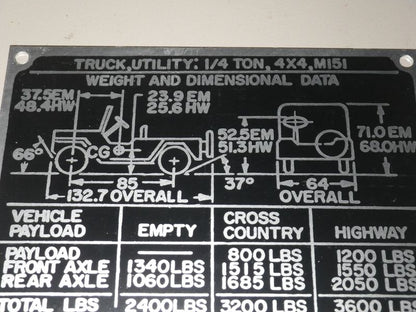 TRUCK, UTILITY: 1/4 TON, 4X4, M151
WEIGHT AND DIMENSIONAL DATA
37.5EM
48.4HW
23.9 EM
25.6 HW
52.5EM
51.3HW
71.0 EM
68.0HW
66°
CG
37°
85
132.7 OVERALL
64
OVERALL
VEHICLE PAYLOAD EMPTY CROSS COUNTRY HIGHWAY
PAYLOAD —— 800 LBS 1200 LBS
FRONT AXLE 1340LBS 1515 LBS 1550 LBS
REAR AXLE 1060LBS 1685 LBS 2050 LBS
TOTAL LBS 2400LBS 3200 LBS 3600 LBS